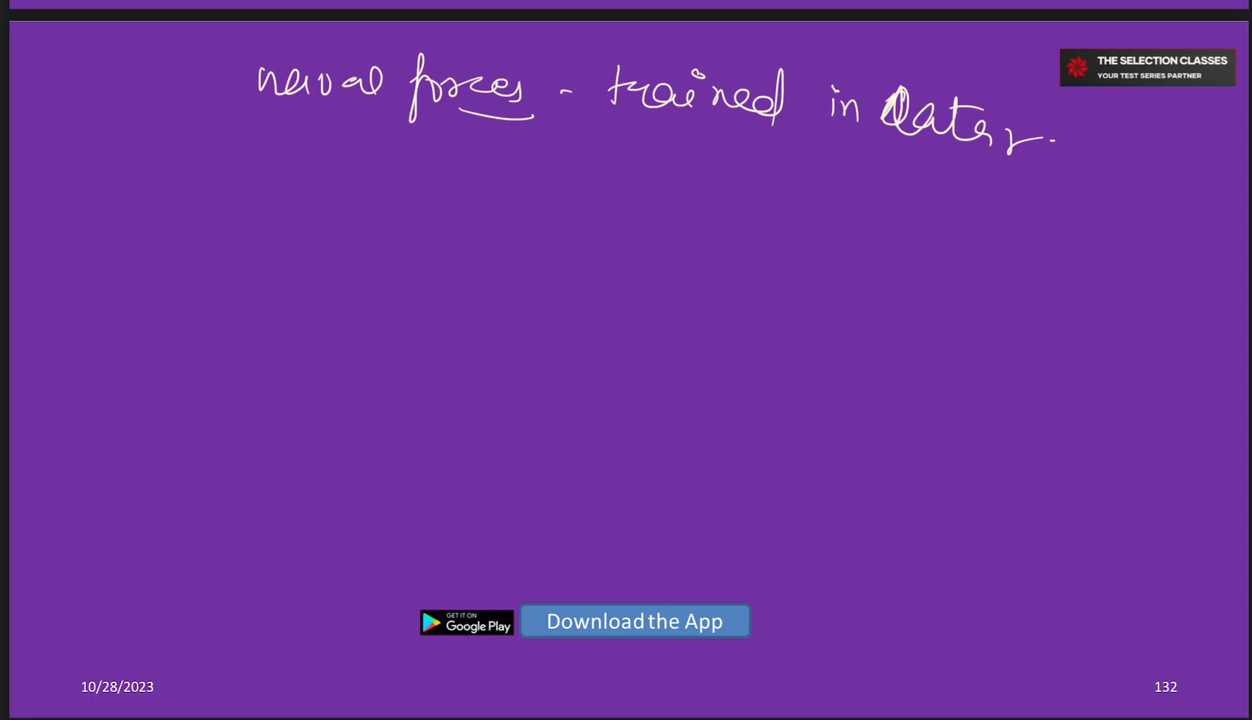 naval forces - trained in Qatar.
THE SELECTION CLASSES
YOUR TEST SERIES PARTNER
GET IT ON
Google Play
Download the App
10/28/2023
132